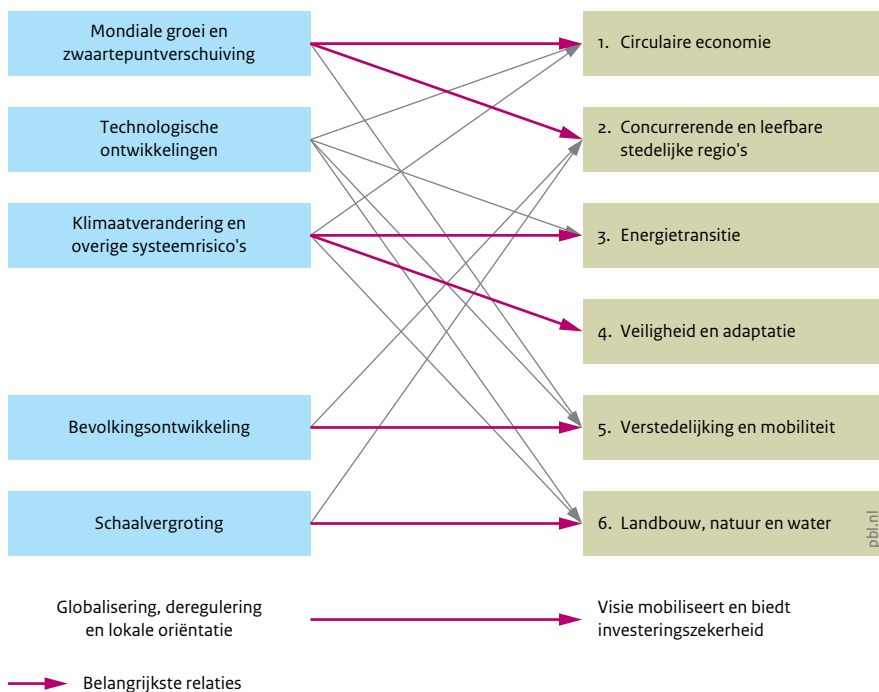 Mondiale groei en
zwaartepuntverschuiving
1. Circulaire economie
Technologische
ontwikkelingen
2. Concurrerende en leefbare
stedelijke regio's
Klimaatverandering en
overige systeemrisico's
3. Energietransitie
4. Veiligheid en adaptatie
Bevolkingsontwikkeling
5. Verstedelijking en mobiliteit
Schaalvergroting
6. Landbouw, natuur en water
pbl.nl
Globalisering, deregulering
en lokale oriëntatie
Visie mobiliseert en biedt
investeringszekerheid
Belangrijkste relaties